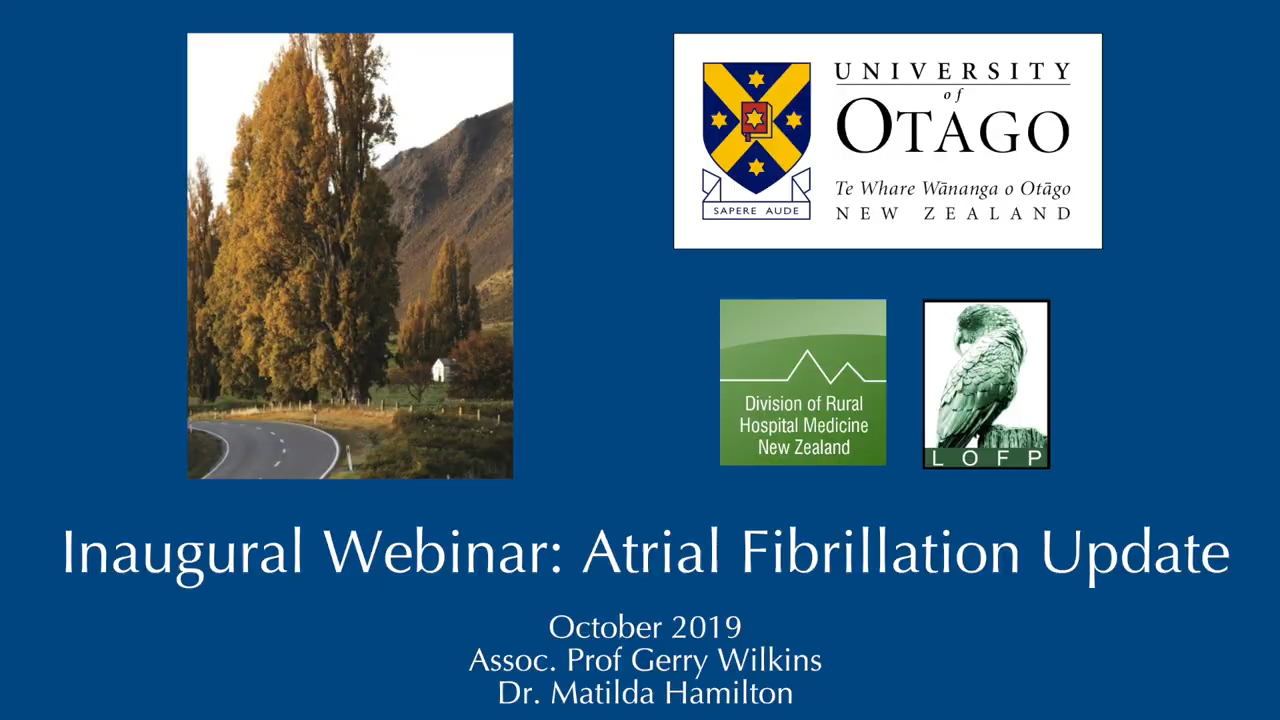 UNIVERSITY
of
OTAGO
Te Whare Wānanga o Otāgo
NEW ZEALAND
SAPERE AUDE
Division of Rural
Hospital Medicine
New Zealand
LOFP
Inaugural Webinar: Atrial Fibrillation Update
October 2019
Assoc. Prof Gerry Wilkins
Dr. Matilda Hamilton